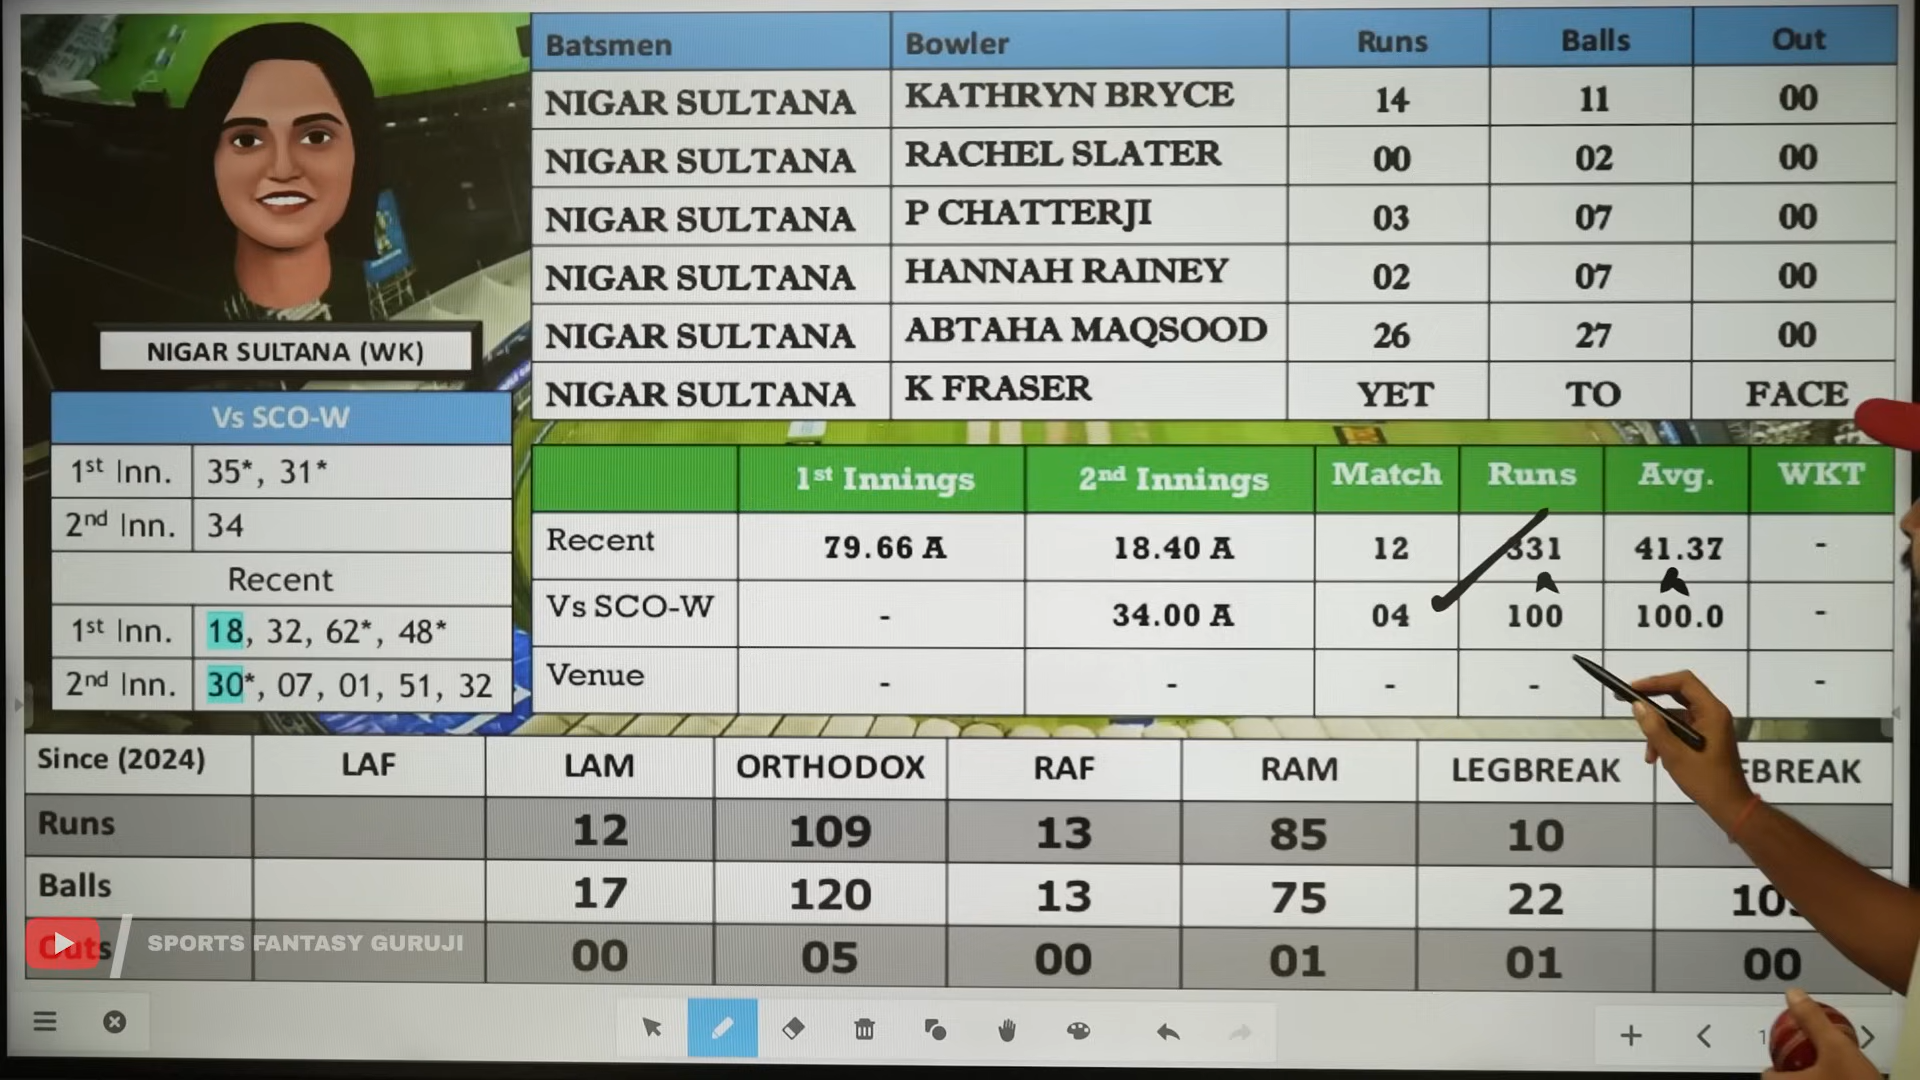 Batsmen Bowler Runs Balls Out
NIGAR SULTANA KATHRYN BRYCE 14 11 00
NIGAR SULTANA RACHEL SLATER 00 02 00
NIGAR SULTANA P CHATTERJI 03 07 00
NIGAR SULTANA HANNAH RAINEY 02 07 00
NIGAR SULTANA ABTAHA MAQSOOD 26 27 00
NIGAR SULTANA K FRASER YET TO FACE
NIGAR SULTANA (WK)
Vs SCO-W
1st Inn. 35*, 31*
2nd Inn. 34
Recent
1st Inn. 18, 32, 62*, 48*
2nd Inn. 30*, 07, 01, 51, 32
1st Innings 2nd Innings Match Runs Avg. WKT
Recent 79.66 A 18.40 A 12 331 41.37 -
Vs SCO-W - 34.00 A 04 100 100.0 -
Venue - - - - -
Since (2024) LAF LAM ORTHODOX RAF RAM LEGBREAK FBREAK
Runs 12 109 13 85 10
Balls 17 120 13 75 22 10
Outs 00 05 00 01 01 00
SPORTS FANTASY GURUJI